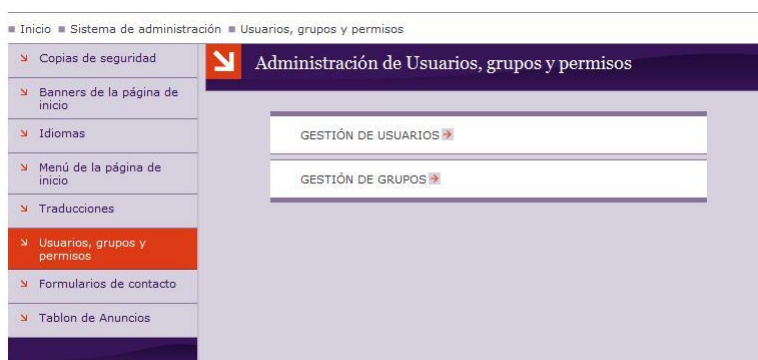 Inicio Sistema de administración Usuarios, grupos y permisos
Copias de seguridad
Banners de la página de
inicio
Idiomas
Menú de la página de
inicio
Traducciones
Usuarios, grupos y
permisos
Formularios de contacto
Tablon de Anuncios
Administración de Usuarios, grupos y permisos
GESTIÓN DE USUARIOS
GESTIÓN DE GRUPOS